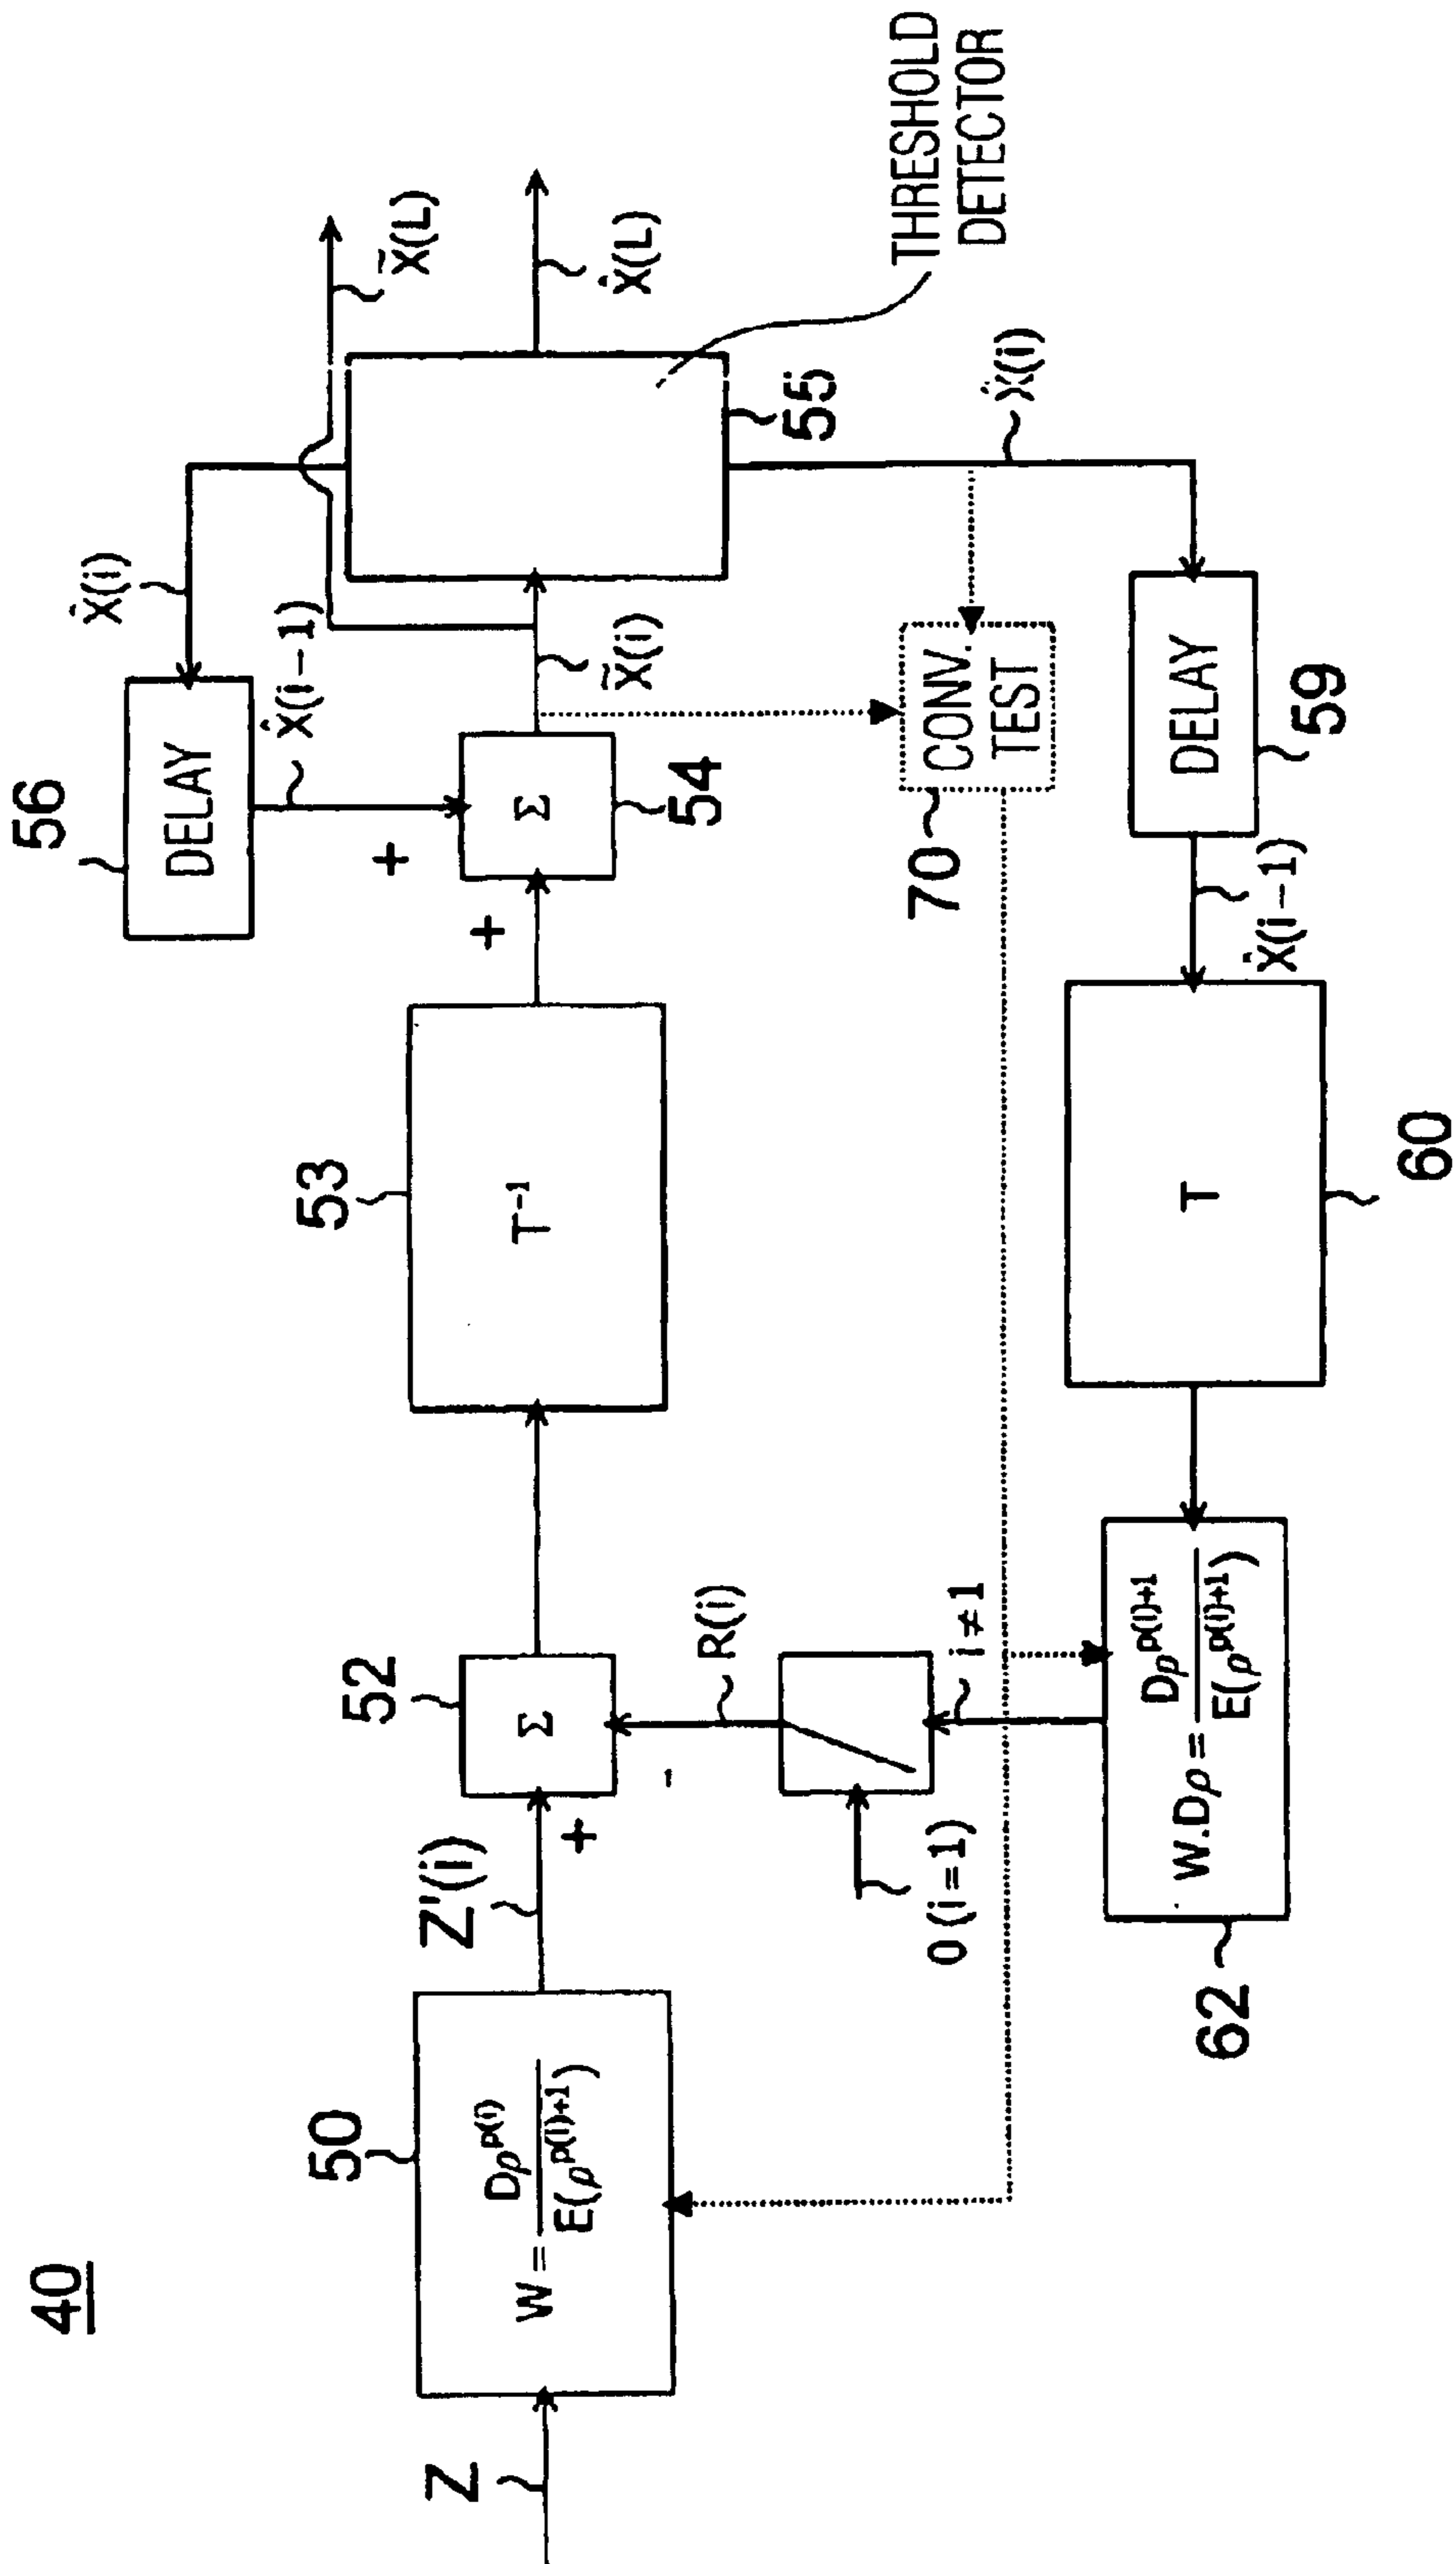 40
Z
50
W = Dρ^p(i) / E(ρ^p(i)+1)
Z'(i)
+
52
Σ
-
R(i)
0 (i = 1)
i ≠ 1
53
T⁻¹
+
54
Σ
+
56
DELAY
X̂(i)
X̂(i – 1)
X̃(i)
X̃(L)
X̂(L)
55
THRESHOLD
DETECTOR
X̂(i)
70
CONV.
TEST
59
DELAY
X̂(i – 1)
60
T
62
W.Dρ = Dρ^p(i)+1 / E(ρ^p(i)+1)